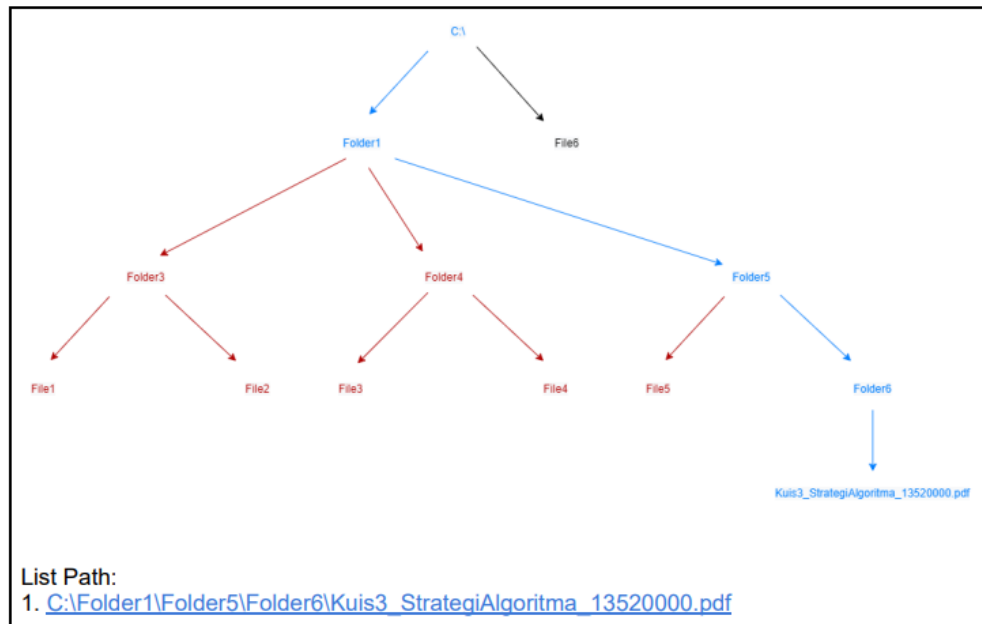 C:\
Folder1
File6
Folder3
Folder4
Folder5
File1
File2
File3
File4
File5
Folder6
Kuis3_StrategiAlgoritma_13520000.pdf
List Path:
1. C:\Folder1\Folder5\Folder6\Kuis3_StrategiAlgoritma_13520000.pdf